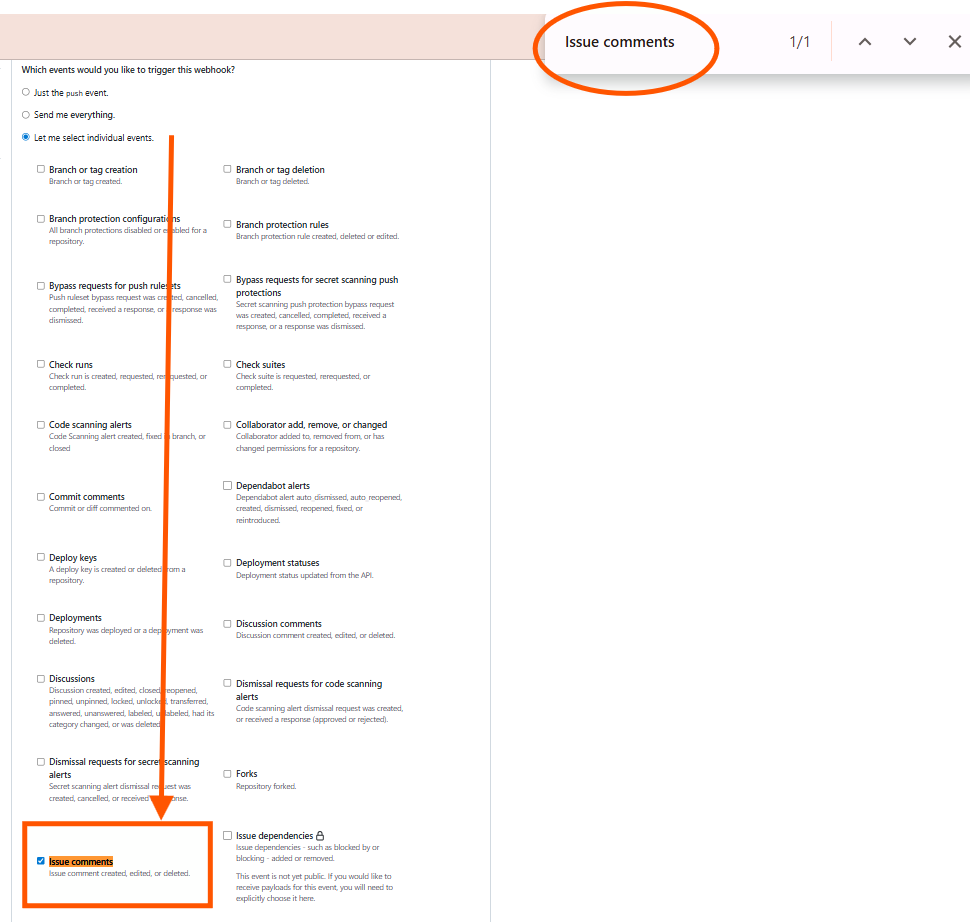 Issue comments
1/1
Which events would you like to trigger this webhook?
Just the push event.
Send me everything.
Let me select individual events.
Branch or tag creation
Branch or tag created.
Branch or tag deletion
Branch or tag deleted.
Branch protection configurations
All branch protections disabled or enabled for a
repository.
Branch protection rules
Branch protection rule created, deleted or edited.
Bypass requests for push rulesets
Push ruleset bypass request was created, cancelled,
completed, received a response, or a response was
dismissed.
Bypass requests for secret scanning push
protections
Secret scanning push protection bypass request
was created, cancelled, completed, received a
response, or a response was dismissed.
Check runs
Check run is created, requested, rerequested, or
completed.
Check suites
Check suite is requested, rerequested, or
completed.
Code scanning alerts
Code Scanning alert created, fixed in branch, or
closed
Collaborator add, remove, or changed
Collaborator added to, removed from, or has
changed permissions for a repository.
Commit comments
Commit or diff commented on.
Dependabot alerts
Dependabot alert auto_dismissed, auto_reopened,
created, dismissed, reopened, fixed, or
reintroduced.
Deploy keys
A deploy key is created or deleted from a
repository.
Deployment statuses
Deployment status updated from the API.
Deployments
Repository was deployed or a deployment was
deleted.
Discussion comments
Discussion comment created, edited, or deleted.
Discussions
Discussion created, edited, closed, reopened,
pinned, unpinned, locked, unlocked, transferred,
answered, unanswered, labeled, unlabeled, had its
category changed, or was deleted.
Dismissal requests for code scanning
alerts
Code scanning alert dismissal request was created,
or received a response (approved or rejected).
Dismissal requests for secret scanning
alerts
Secret scanning alert dismissal request was
created, cancelled, or received a response.
Forks
Repository forked.
Issue comments
Issue comment created, edited, or deleted.
Issue dependencies
Issue dependencies - such as blocked by or
blocking - added or removed.
This event is not yet public. If you would like to
receive payloads for this event, you will need to
explicitly choose it here.